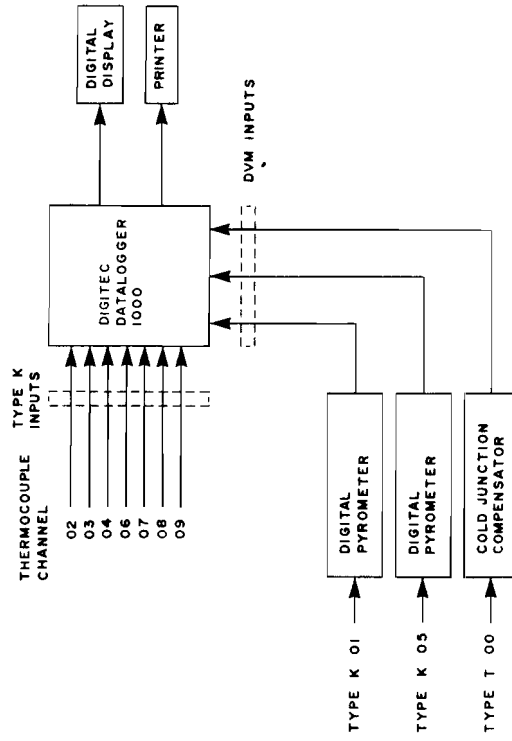 THERMOCOUPLE
CHANNEL
TYPE K
INPUTS
02
03
04
06
07
08
09
DIGITEC
DATALOGGER
1000
DIGITAL
DISPLAY
PRINTER
DVM INPUTS
TYPE K 01
DIGITAL
PYROMETER
TYPE K 05
DIGITAL
PYROMETER
TYPE T 00
COLD JUNCTION
COMPENSATOR